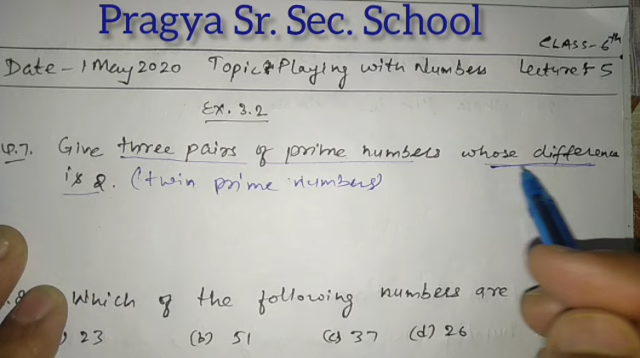 Pragya Sr. Sec. School
CLASS-6th
Date - 1 May 2020 Topic:- Playing with Numbers Lecture:- 5
Ex. 3.2
Q.7. Give three pairs of prime numbers whose difference
is 2. (twin prime numbers)
Which of the following numbers are
23 (b) 51 (c) 37 (d) 26